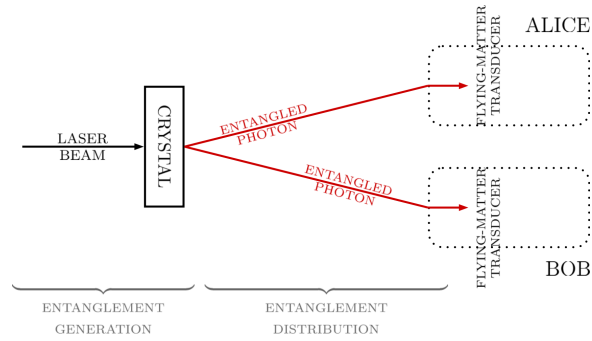 ALICE
FLYING-MATTER
TRANSDUCER
LASER
BEAM
CRYSTAL
ENTANGLED
PHOTON
ENTANGLED
PHOTON
FLYING-MATTER
TRANSDUCER
BOB
ENTANGLEMENT
GENERATION
ENTANGLEMENT
DISTRIBUTION